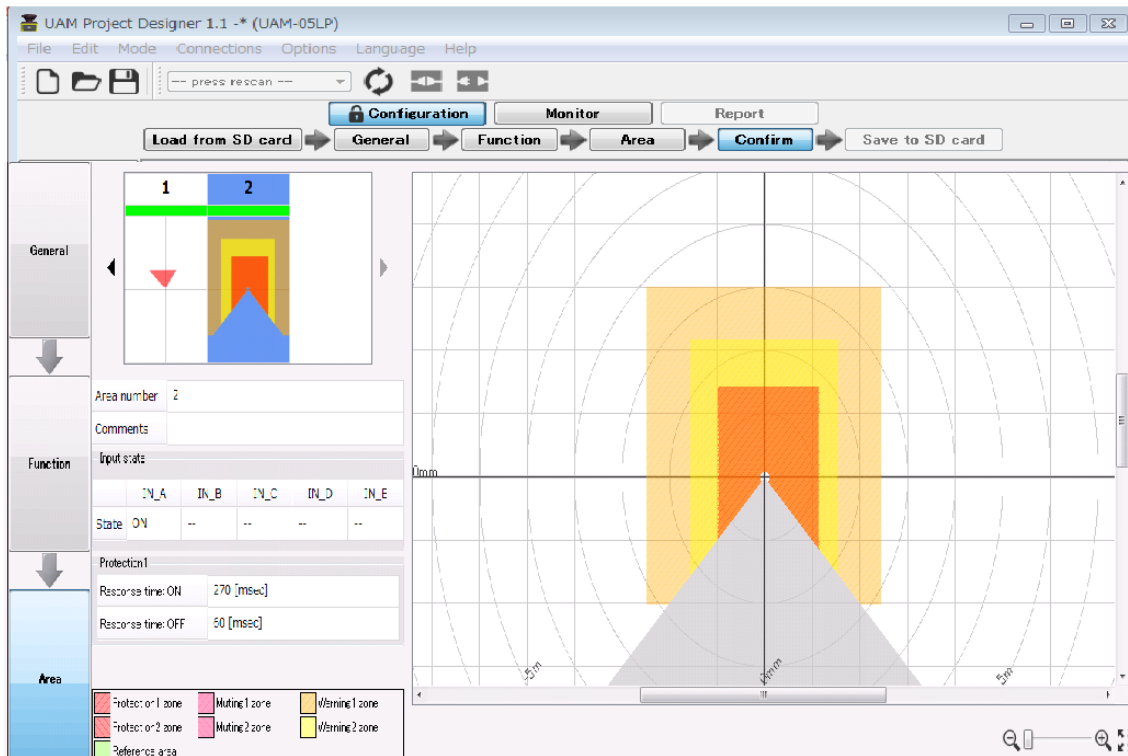 UAM Project Designer 1.1 -* (UAM-05LP)
File Edit Mode Connections Options Language Help
-- press rescan --
Configuration Monitor Report
Load from SD card General Function Area Confirm Save to SD card
General
Function
Area
1 2
Area number 2
Comments
Input state
IN_A IN_B IN_C IN_D IN_E
State ON -- -- -- --
Protection1
Response time: ON 270 [msec]
Response time: OFF 60 [msec]
Protection1 zone Muting1 zone Warning1 zone
Protection2 zone Muting2 zone Warning2 zone
Reference area
0mm
-5m 0mm 5m